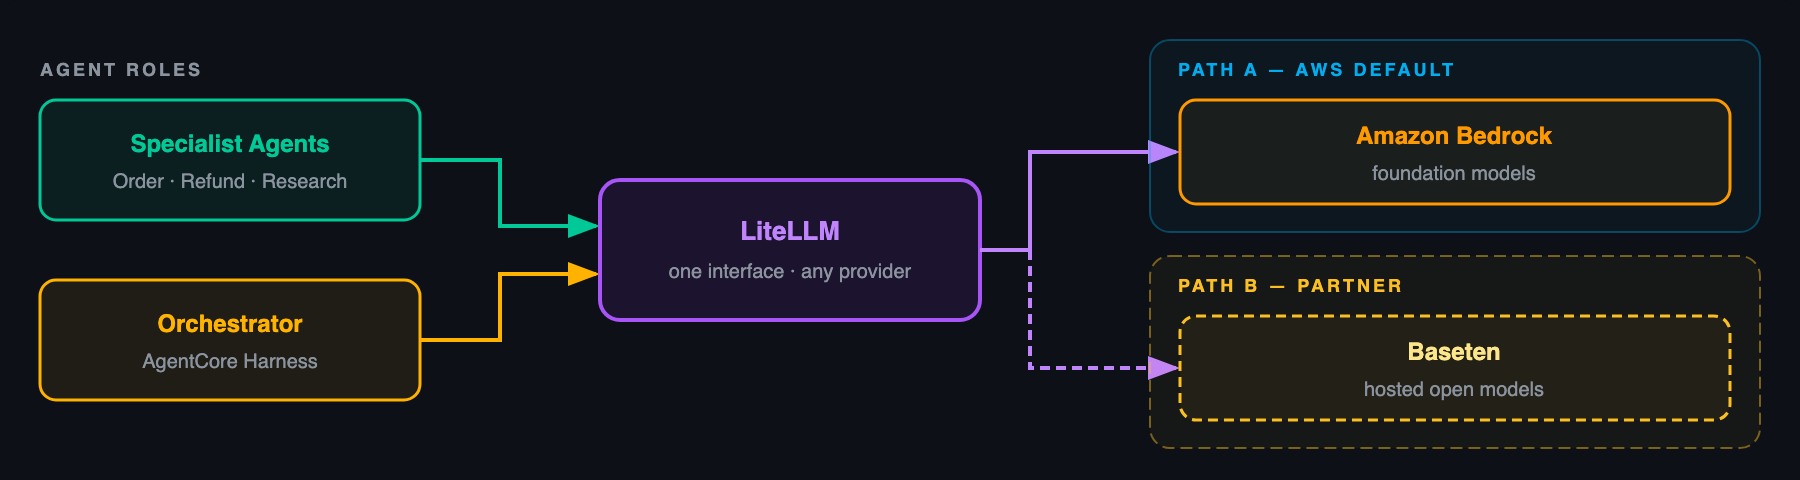 AGENT ROLES
Specialist Agents
Order · Refund · Research
Orchestrator
AgentCore Harness
LiteLLM
one interface · any provider
PATH A — AWS DEFAULT
Amazon Bedrock
foundation models
PATH B — PARTNER
Baseten
hosted open models